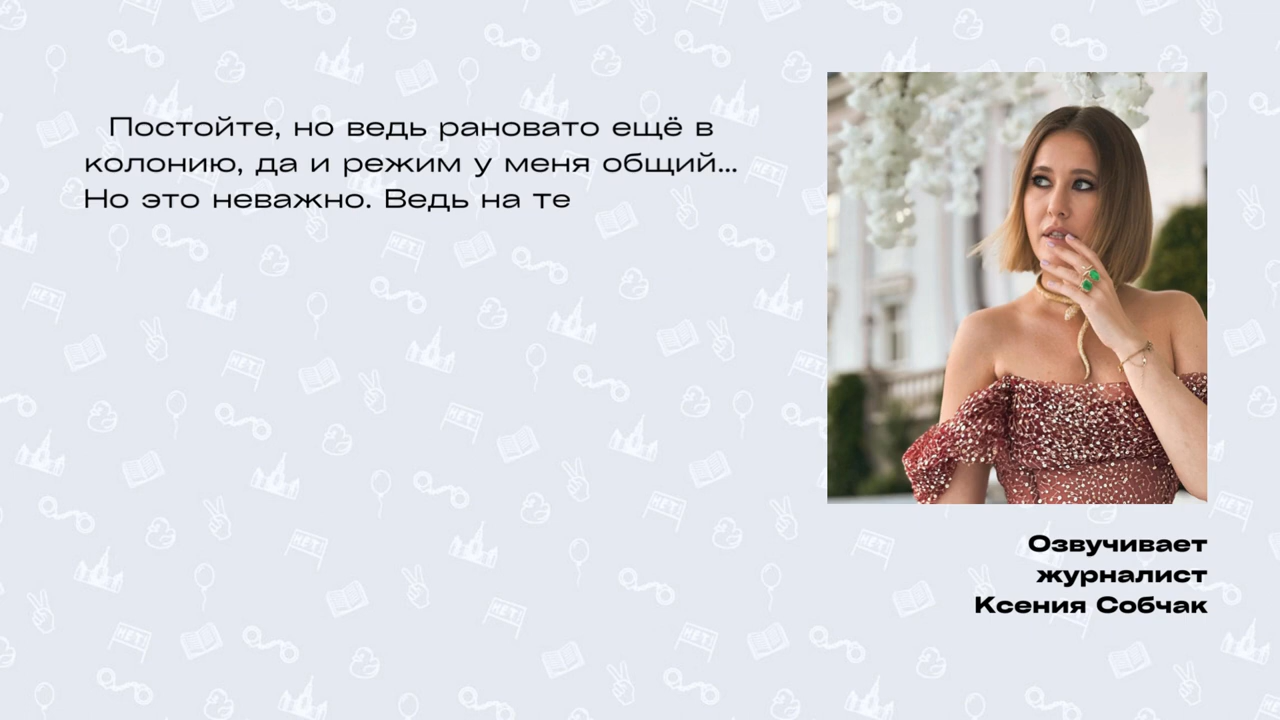 Постойте, но ведь рановато ещё в
колонию, да и режим у меня общий...
Но это неважно. Ведь на те
Озвучивает
журналист
Ксения Собчак
НЕТ!